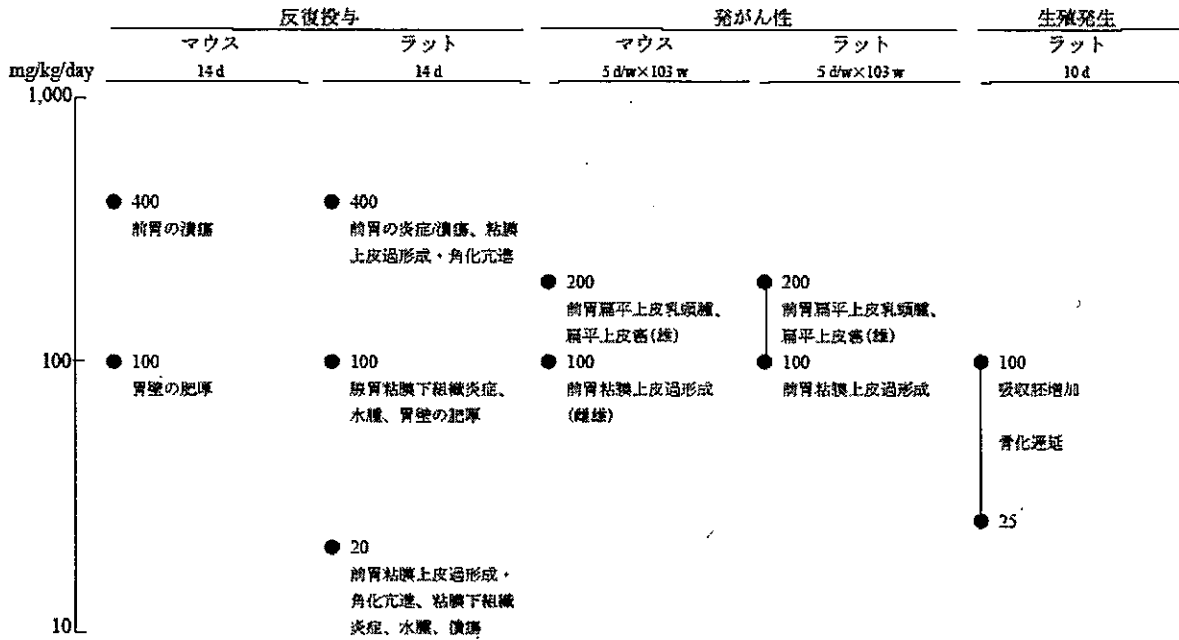 反復投与
発がん性
生殖発生
マウス
ラット
マウス
ラット
ラット
mg/kg/day
14 d
14 d
5 d/w×103 w
5 d/w×103 w
10 d
1,000
400
前胃の潰瘍
400
前胃の炎症/潰瘍、粘膜
上皮過形成・角化亢進
200
前胃扁平上皮乳頭腫、
扁平上皮癌(雄)
200
前胃扁平上皮乳頭腫、
扁平上皮癌(雄)
100
100
胃壁の肥厚
100
腺胃粘膜下組織炎症、
水腫、胃壁の肥厚
100
前胃粘膜上皮過形成
(雌雄)
100
前胃粘膜上皮過形成
100
吸収胚増加
骨化遅延
25
20
前胃粘膜上皮過形成・
角化亢進、粘膜下組織
炎症、水腫、潰瘍
10